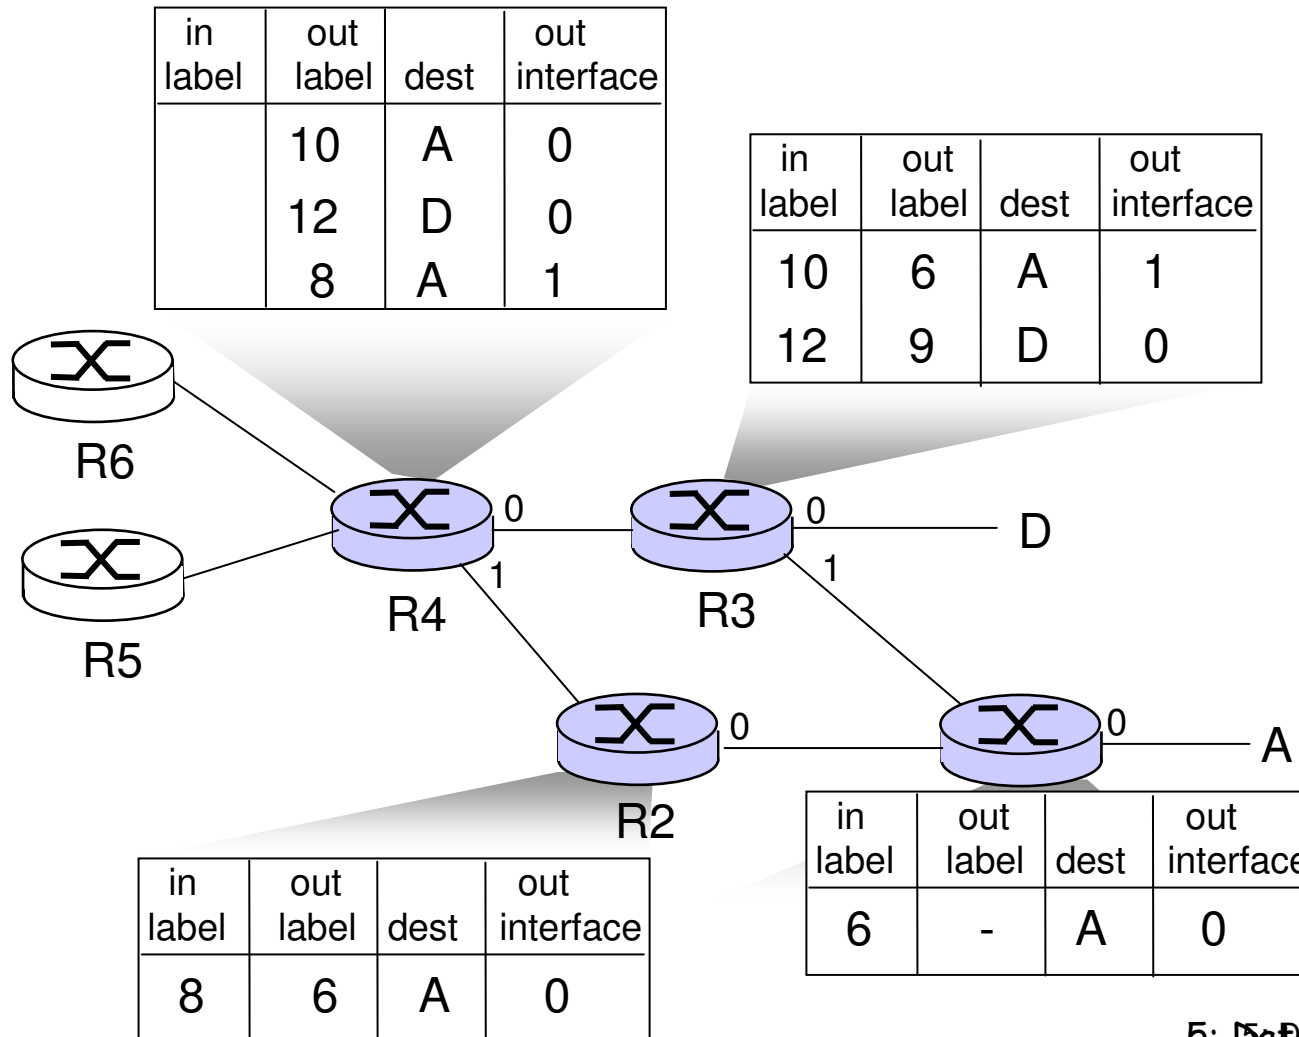 in out out
label label dest interface
10 A 0
12 D 0
8 A 1
in out out
label label dest interface
10 6 A 1
12 9 D 0
R6
R5
0
1
R4
0
1
R3
D
0
R2
0
A
in out out
label label dest interface
6 - A 0
in out out
label label dest interface
8 6 A 0